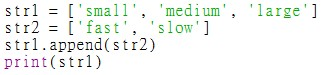 str1 = ['small', 'medium', 'large']
str2 = ['fast', 'slow']
str1.append(str2)
print(str1)